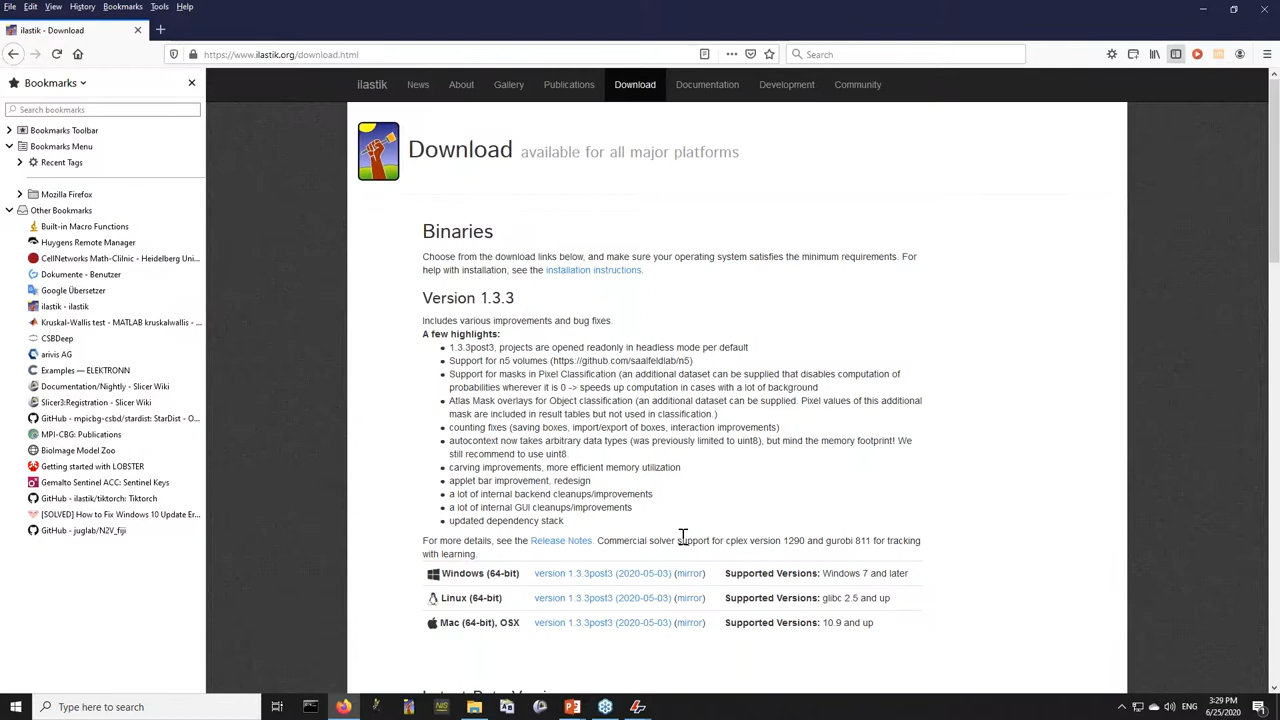 File Edit View History Bookmarks Tools Help
ilastik - Download
https://www.ilastik.org/download.html
Search
Bookmarks
Search bookmarks
Bookmarks Toolbar
Bookmarks Menu
Recent Tags
Mozilla Firefox
Other Bookmarks
Built-in Macro Functions
Huygens Remote Manager
CellNetworks Math-Clilnic - Heidelberg Uni...
Dokumente - Benutzer
Google Übersetzer
ilastik - ilastik
Kruskal-Wallis test - MATLAB kruskalwallis - ...
CSBDeep
arivis AG
Examples — ELEKTRONN
Documentation/Nightly - Slicer Wiki
Slicer3:Registration - Slicer Wiki
GitHub - mpicbg-csbd/stardist: StarDist - O...
MPI-CBG: Publications
BioImage Model Zoo
Getting started with LOBSTER
Gemalto Sentinel ACC: Sentinel Keys
GitHub - ilastik/tiktorch: Tiktorch
[SOLVED] How to Fix Windows 10 Update Er...
GitHub - juglab/N2V_fiji
ilastik News About Gallery Publications Download Documentation Development Community
Download available for all major platforms
Binaries
Choose from the download links below, and make sure your operating system satisfies the minimum requirements. For
help with installation, see the installation instructions.
Version 1.3.3
Includes various improvements and bug fixes.
A few highlights:
1.3.3post3, projects are opened readonly in headless mode per default
Support for n5 volumes (https://github.com/saalfeldlab/n5)
Support for masks in Pixel Classification (an additional dataset can be supplied that disables computation of
probabilities wherever it is 0 -> speeds up computation in cases with a lot of background
Atlas Mask overlays for Object classification (an additional dataset can be supplied. Pixel values of this additional
mask are included in result tables but not used in classification.)
counting fixes (saving boxes, import/export of boxes, interaction improvements)
autocontext now takes arbitrary data types (was previously limited to uint8), but mind the memory footprint! We
still recommend to use uint8.
carving improvements, more efficient memory utilization
applet bar improvement, redesign
a lot of internal backend cleanups/improvements
a lot of internal GUI cleanups/improvements
updated dependency stack
For more details, see the Release Notes. Commercial solver support for cplex version 1290 and gurobi 811 for tracking
with learning.
Windows (64-bit) version 1.3.3post3 (2020-05-03) (mirror) Supported Versions: Windows 7 and later
Linux (64-bit) version 1.3.3post3 (2020-05-03) (mirror) Supported Versions: glibc 2.5 and up
Mac (64-bit), OSX version 1.3.3post3 (2020-05-03) (mirror) Supported Versions: 10.9 and up
Type here to search
ENG
3:29 PM
6/25/2020